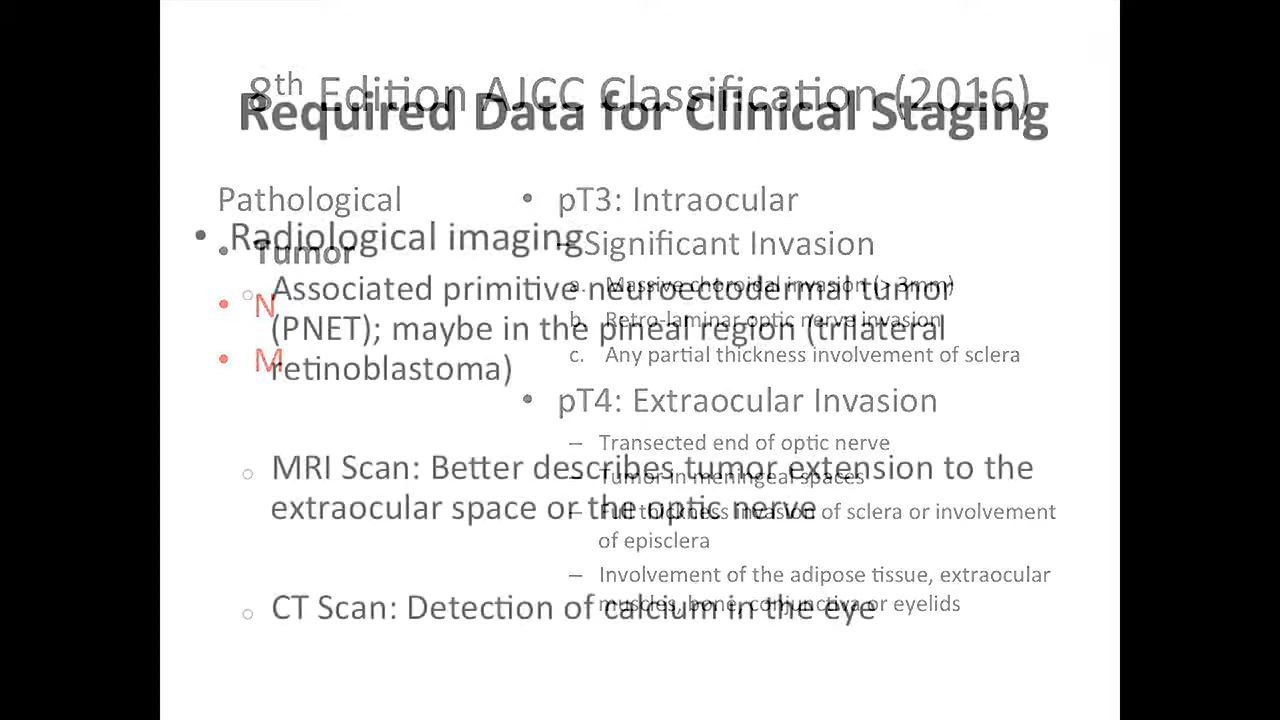 8th Edition AJCC Classification (2016)
Pathological
• Tumor
• N
• M
• pT3: Intraocular
– Significant Invasion
a. Massive choroidal invasion (> 3mm)
b. Retro-laminar optic nerve invasion
c. Any partial thickness involvement of sclera
• pT4: Extraocular Invasion
– Transected end of optic nerve
– Tumor in meningeal spaces
– Full thickness invasion of sclera or involvement
of episclera
– Involvement of the adipose tissue, extraocular
muscles, bone, conjunctiva or eyelids
Required Data for Clinical Staging
• Radiological imaging
○ Associated primitive neuroectodermal tumor
(PNET); maybe in the pineal region (trilateral
retinoblastoma)
○ MRI Scan: Better describes tumor extension to the
extraocular space or the optic nerve
○ CT Scan: Detection of calcium in the eye